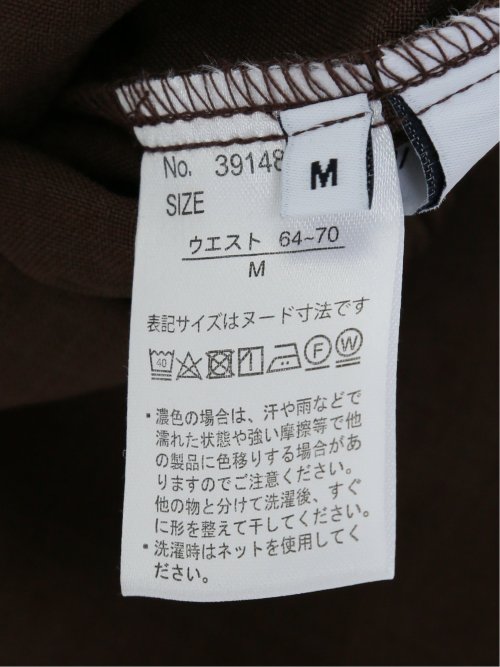 No. 39148
M
SIZE
ウエスト 64~70
M
表記サイズはヌード寸法です
40 F W
・濃色の場合は、汗や雨などで
濡れた状態や強い摩擦等で他
の製品に色移りする場合があ
りますのでご注意ください。
他の物と分けて洗濯後、すぐ
に形を整えて干してください。
・洗濯時はネットを使用してく
ださい。